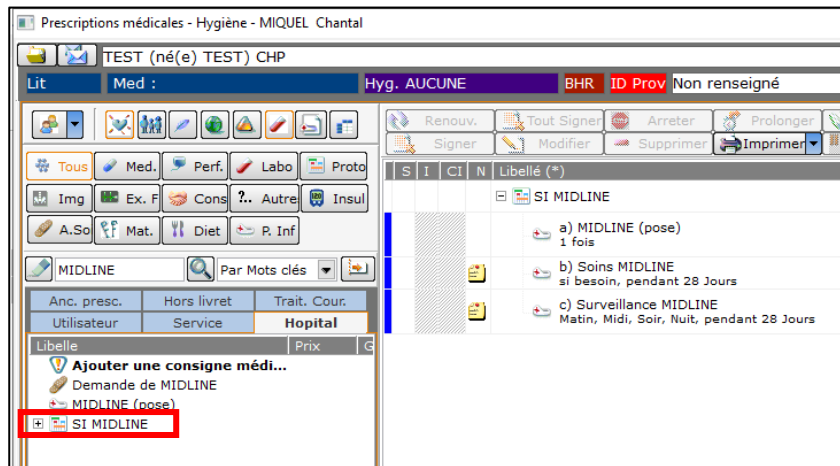 Prescriptions médicales - Hygiène - MIQUEL Chantal
TEST (né(e) TEST) CHP
Lit Med : Hyg. AUCUNE BHR ID Prov Non renseigné
Renouv. Tout Signer Arreter Prolonger
Signer Modifier Supprimer Imprimer
Tous Med. Perf. Labo Proto
Img Ex. F Cons ?.. Autre Insul
A.So Mat. Diet P. Inf
MIDLINE Par Mots clés
Anc. presc. Hors livret Trait. Cour.
Utilisateur Service Hopital
Libelle Prix G
Ajouter une consigne médi...
Demande de MIDLINE
MIDLINE (pose)
SI MIDLINE
S I CI N Libellé (*)
SI MIDLINE
a) MIDLINE (pose)
1 fois
b) Soins MIDLINE
si besoin, pendant 28 Jours
c) Surveillance MIDLINE
Matin, Midi, Soir, Nuit, pendant 28 Jours